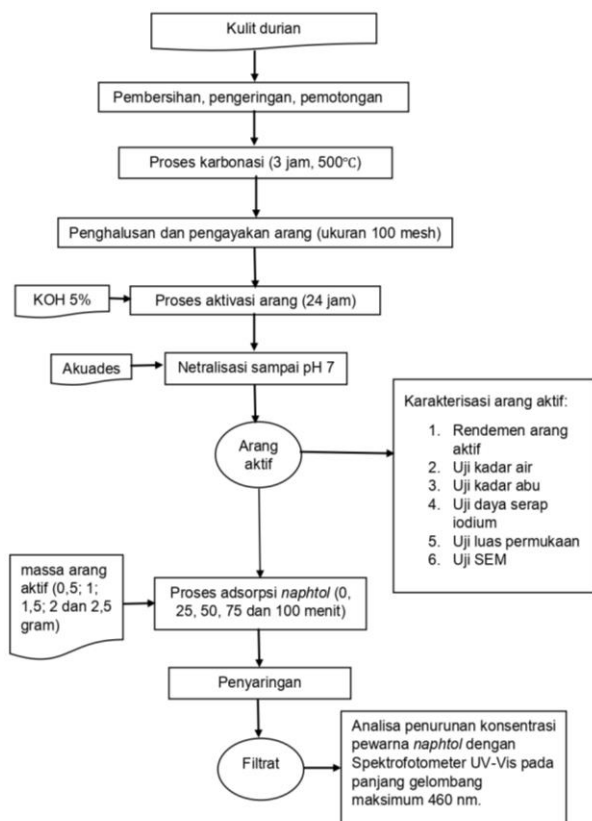 Kulit durian
Pembersihan, pengeringan, pemotongan
Proses karbonasi (3 jam, 500°C)
Penghalusan dan pengayakan arang (ukuran 100 mesh)
KOH 5%
Proses aktivasi arang (24 jam)
Akuades
Netralisasi sampai pH 7
Arang
aktif
Karakterisasi arang aktif:
1. Rendemen arang
aktif
2. Uji kadar air
3. Uji kadar abu
4. Uji daya serap
iodium
5. Uji luas permukaan
6. Uji SEM
massa arang
aktif (0,5; 1;
1,5; 2 dan 2,5
gram)
Proses adsorpsi naphtol (0,
25, 50, 75 dan 100 menit)
Penyaringan
Filtrat
Analisa penurunan konsentrasi
pewarna naphtol dengan
Spektrofotometer UV-Vis pada
panjang gelombang
maksimum 460 nm.